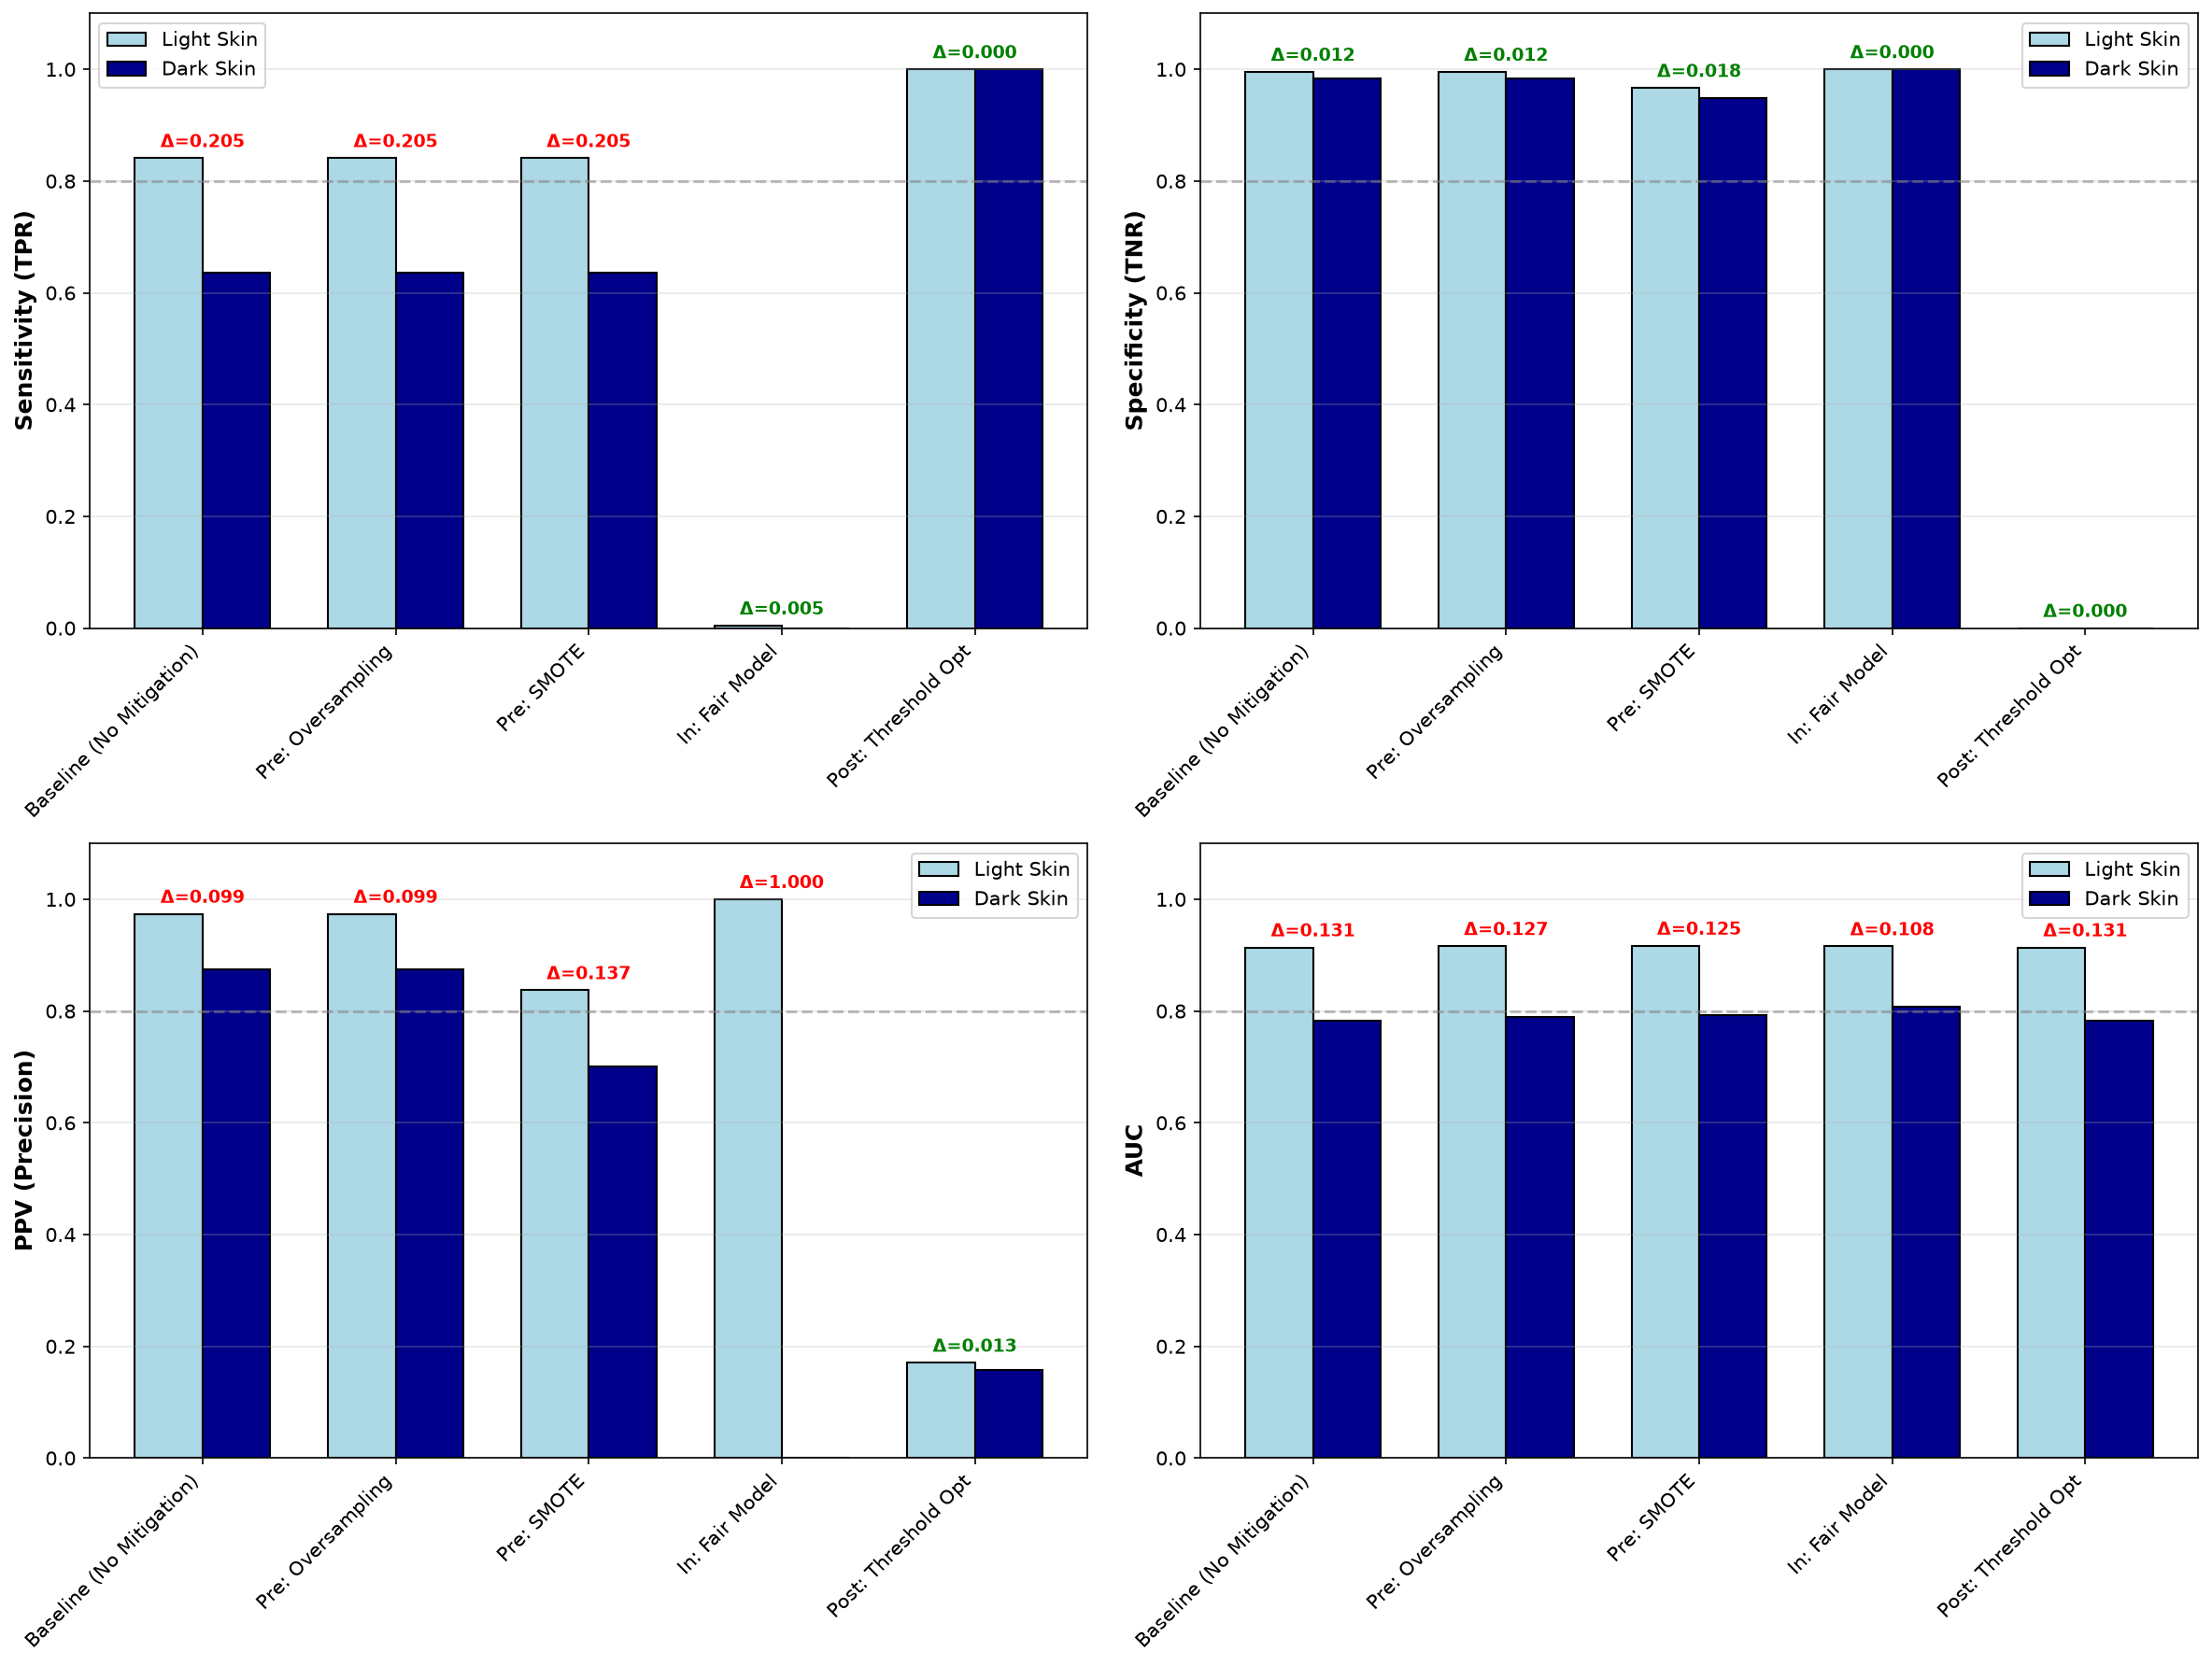 Light Skin
Dark Skin
Δ=0.205
Δ=0.205
Δ=0.205
Δ=0.005
Δ=0.000
1.0
0.8
0.6
0.4
0.2
0.0
Sensitivity (TPR)
Baseline (No Mitigation)
Pre: Oversampling
Pre: SMOTE
In: Fair Model
Post: Threshold Opt
Light Skin
Dark Skin
Δ=0.012
Δ=0.012
Δ=0.018
Δ=0.000
Δ=0.000
1.0
0.8
0.6
0.4
0.2
0.0
Specificity (TNR)
Baseline (No Mitigation)
Pre: Oversampling
Pre: SMOTE
In: Fair Model
Post: Threshold Opt
Light Skin
Dark Skin
Δ=0.099
Δ=0.099
Δ=0.137
Δ=1.000
Δ=0.013
1.0
0.8
0.6
0.4
0.2
0.0
PPV (Precision)
Baseline (No Mitigation)
Pre: Oversampling
Pre: SMOTE
In: Fair Model
Post: Threshold Opt
Light Skin
Dark Skin
Δ=0.131
Δ=0.127
Δ=0.125
Δ=0.108
Δ=0.131
1.0
0.8
0.6
0.4
0.2
0.0
AUC
Baseline (No Mitigation)
Pre: Oversampling
Pre: SMOTE
In: Fair Model
Post: Threshold Opt